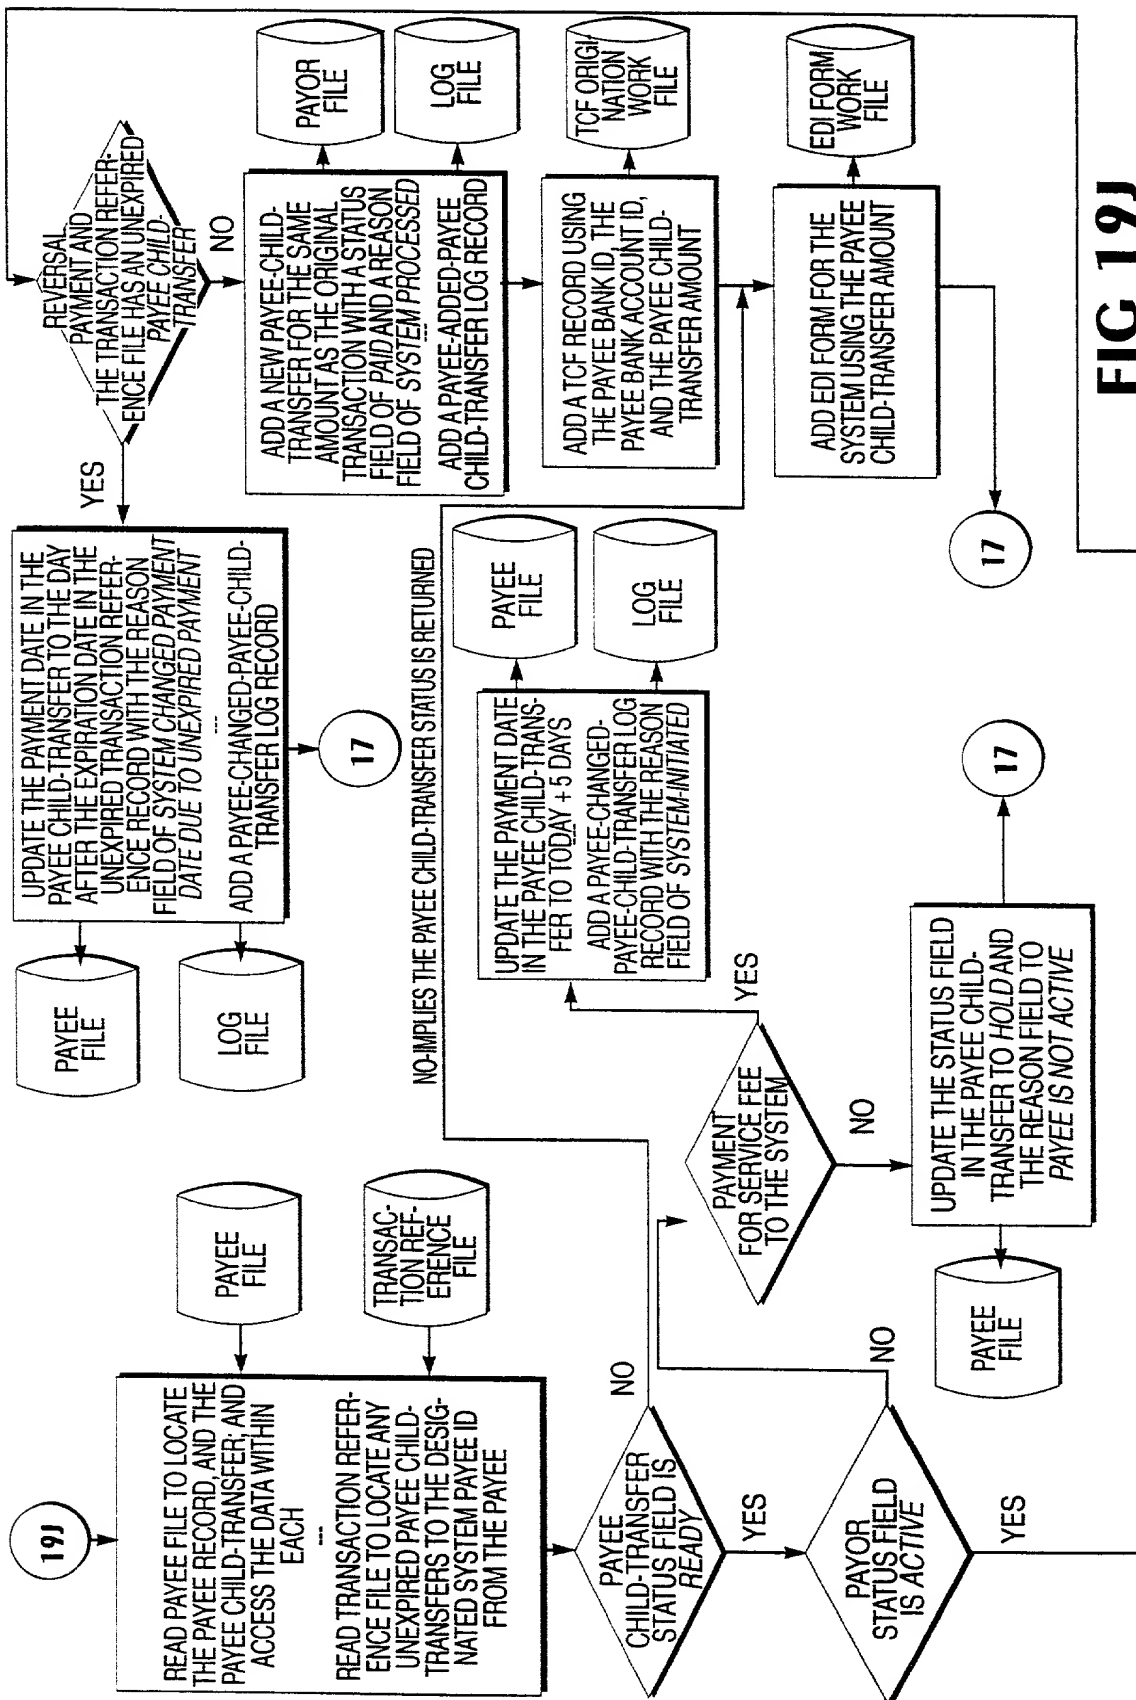 19J
READ PAYEE FILE TO LOCATE
THE PAYEE RECORD, AND THE
PAYEE CHILD-TRANSFER; AND
ACCESS THE DATA WITHIN
EACH
---
READ TRANSACTION REFER-
ENCE FILE TO LOCATE ANY
UNEXPIRED PAYEE CHILD-
TRANSFERS TO THE DESIG-
NATED SYSTEM PAYEE ID
FROM THE PAYEE
PAYEE
FILE
TRANSAC-
TION REF-
ERENCE
FILE
PAYEE
CHILD-TRANSFER
STATUS FIELD IS
READY
NO
YES
PAYOR
STATUS FIELD
IS ACTIVE
NO
YES
NO-IMPLIES THE PAYEE CHILD-TRANSFER STATUS IS RETURNED
PAYMENT
FOR SERVICE FEE
TO THE SYSTEM
YES
NO
UPDATE THE PAYMENT DATE
IN THE PAYEE CHILD-TRANS-
FER TO TODAY + 5 DAYS
---
ADD A PAYEE-CHANGED-
PAYEE-CHILD-TRANSFER LOG
RECORD WITH THE REASON
FIELD OF SYSTEM-INITIATED
PAYEE
FILE
LOG
FILE
UPDATE THE STATUS FIELD
IN THE PAYEE CHILD-
TRANSFER TO HOLD AND
THE REASON FIELD TO
PAYEE IS NOT ACTIVE
PAYEE
FILE
17
REVERSAL
PAYMENT AND
THE TRANSACTION REFER-
ENCE FILE HAS AN UNEXPIRED
PAYEE CHILD-
TRANSFER
YES
NO
UPDATE THE PAYMENT DATE IN THE
PAYEE CHILD-TRANSFER TO THE DAY
AFTER THE EXPIRATION DATE IN THE
UNEXPIRED TRANSACTION REFER-
ENCE RECORD WITH THE REASON
FIELD OF SYSTEM CHANGED PAYMENT
DATE DUE TO UNEXPIRED PAYMENT
---
ADD A PAYEE-CHANGED-PAYEE-CHILD-
TRANSFER LOG RECORD
PAYEE
FILE
LOG
FILE
17
ADD A NEW PAYEE-CHILD-
TRANSFER FOR THE SAME
AMOUNT AS THE ORIGINAL
TRANSACTION WITH A STATUS
FIELD OF PAID AND A REASON
FIELD OF SYSTEM PROCESSED
---
ADD A PAYEE-ADDED-PAYEE
CHILD-TRANSFER LOG RECORD
PAYOR
FILE
LOG
FILE
ADD A TCF RECORD USING
THE PAYEE BANK ID, THE
PAYEE BANK ACCOUNT ID,
AND THE PAYEE CHILD-
TRANSFER AMOUNT
TCF ORIGI-
NATION
WORK
FILE
ADD EDI FORM FOR THE
SYSTEM USING THE PAYEE
CHILD-TRANSFER AMOUNT
EDI FORM
WORK
FILE
17
FIG 19J